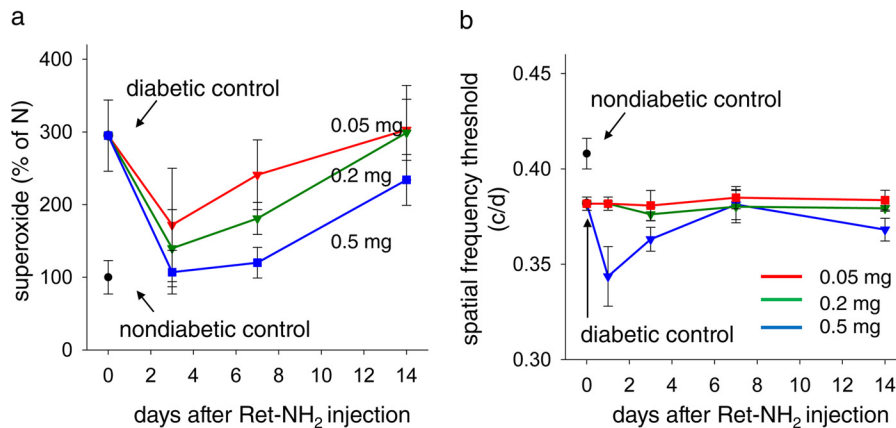 a
superoxide (% of N)
400
300
200
100
0
diabetic control
0.05 mg
0.2 mg
0.5 mg
nondiabetic control
0 2 4 6 8 10 12 14
days after Ret-NH₂ injection
b
spatial frequency threshold
(c/d)
0.45
0.40
0.35
0.30
nondiabetic control
diabetic control
0.05 mg
0.2 mg
0.5 mg
0 2 4 6 8 10 12 14
days after Ret-NH₂ injection